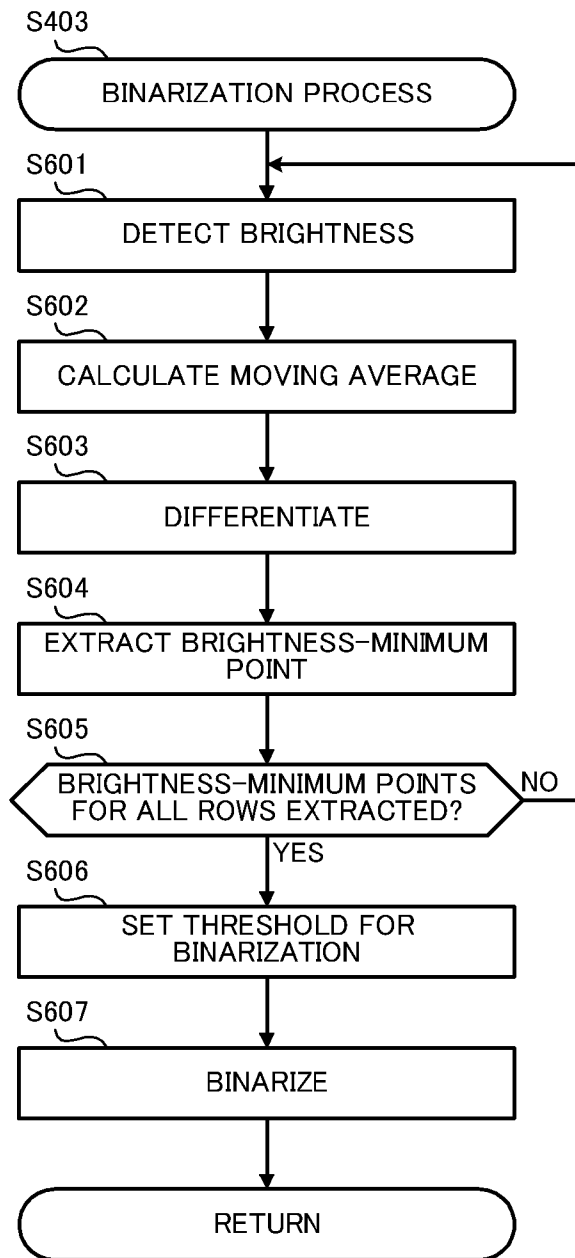 S403
BINARIZATION PROCESS
S601
DETECT BRIGHTNESS
S602
CALCULATE MOVING AVERAGE
S603
DIFFERENTIATE
S604
EXTRACT BRIGHTNESS-MINIMUM
POINT
S605
BRIGHTNESS-MINIMUM POINTS
FOR ALL ROWS EXTRACTED?
NO
YES
S606
SET THRESHOLD FOR
BINARIZATION
S607
BINARIZE
RETURN